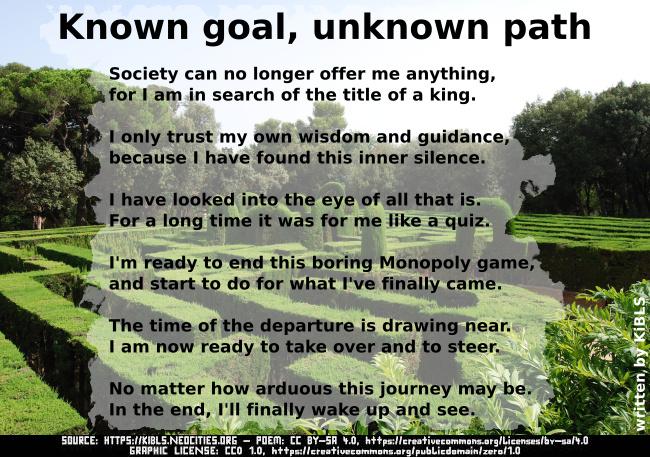 Known goal, unknown path
Society can no longer offer me anything,
for I am in search of the title of a king.
I only trust my own wisdom and guidance,
because I have found this inner silence.
I have looked into the eye of all that is.
For a long time it was for me like a quiz.
I'm ready to end this boring Monopoly game,
and start to do for what I've finally came.
The time of the departure is drawing near.
I am now ready to take over and to steer.
No matter how arduous this journey may be.
In the end, I'll finally wake up and see.
written by KiBLS
SOURCE: HTTPS://KIBLS.NEOCITIES.ORG – POEM: CC BY-SA 4.0, https://creativecommons.org/licenses/by-sa/4.0
GRAPHIC LICENSE: CC0 1.0, https://creativecommons.org/publicdomain/zero/1.0